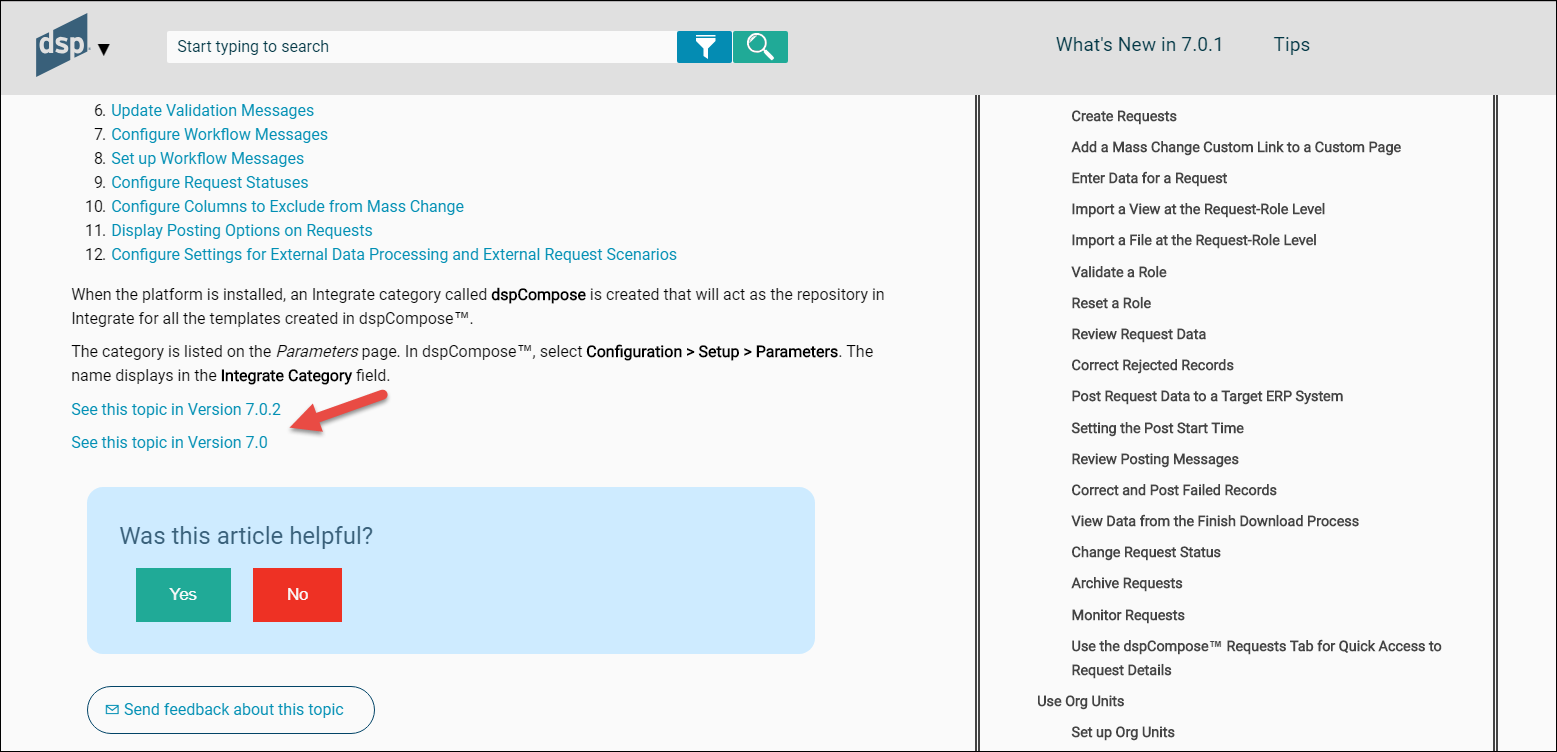 dsp
Start typing to search
What's New in 7.0.1
Tips
6. Update Validation Messages
7. Configure Workflow Messages
8. Set up Workflow Messages
9. Configure Request Statuses
10. Configure Columns to Exclude from Mass Change
11. Display Posting Options on Requests
12. Configure Settings for External Data Processing and External Request Scenarios
When the platform is installed, an Integrate category called dspCompose is created that will act as the repository in
Integrate for all the templates created in dspCompose™.
The category is listed on the Parameters page. In dspCompose™, select Configuration > Setup > Parameters. The
name displays in the Integrate Category field.
See this topic in Version 7.0.2
See this topic in Version 7.0
Was this article helpful?
Yes
No
Send feedback about this topic
Create Requests
Add a Mass Change Custom Link to a Custom Page
Enter Data for a Request
Import a View at the Request-Role Level
Import a File at the Request-Role Level
Validate a Role
Reset a Role
Review Request Data
Correct Rejected Records
Post Request Data to a Target ERP System
Setting the Post Start Time
Review Posting Messages
Correct and Post Failed Records
View Data from the Finish Download Process
Change Request Status
Archive Requests
Monitor Requests
Use the dspCompose™ Requests Tab for Quick Access to
Request Details
Use Org Units
Set up Org Units